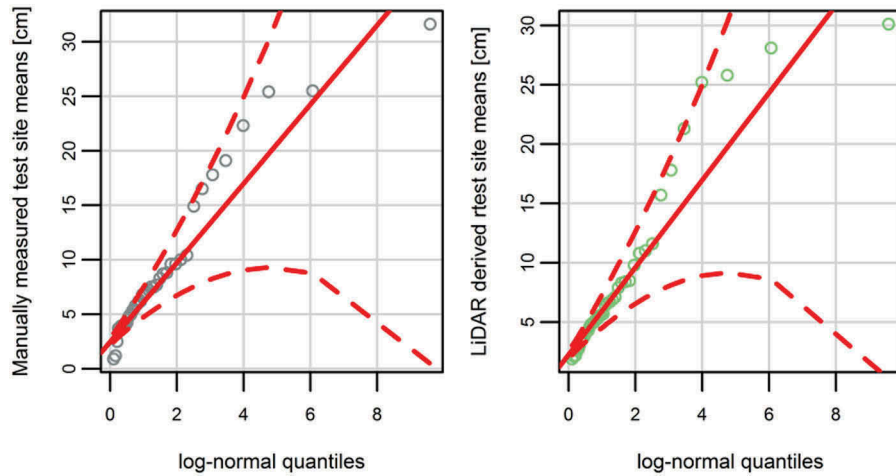 Manually measured test site means [cm]
30
25
20
15
10
5
0
0 2 4 6 8
log-normal quantiles
LiDAR derived rtest site means [cm]
30
25
20
15
10
5
0 2 4 6 8
log-normal quantiles